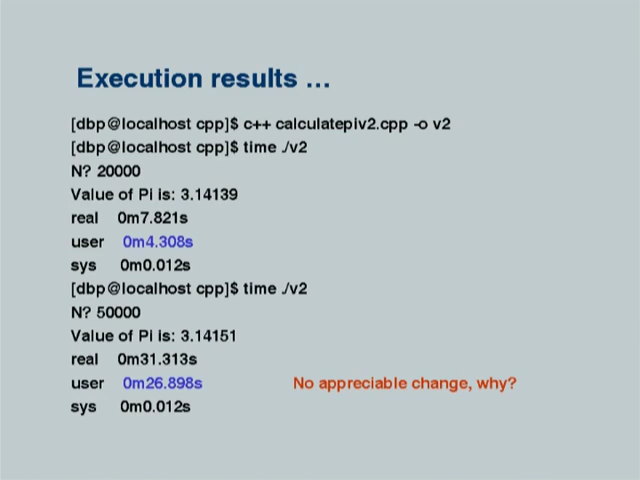 Execution results ...
[dbp@localhost cpp]$ c++ calculatepiv2.cpp -o v2
[dbp@localhost cpp]$ time ./v2
N? 20000
Value of Pi is: 3.14139
real 0m7.821s
user 0m4.308s
sys 0m0.012s
[dbp@localhost cpp]$ time ./v2
N? 50000
Value of Pi is: 3.14151
real 0m31.313s
user 0m26.898s No appreciable change, why?
sys 0m0.012s